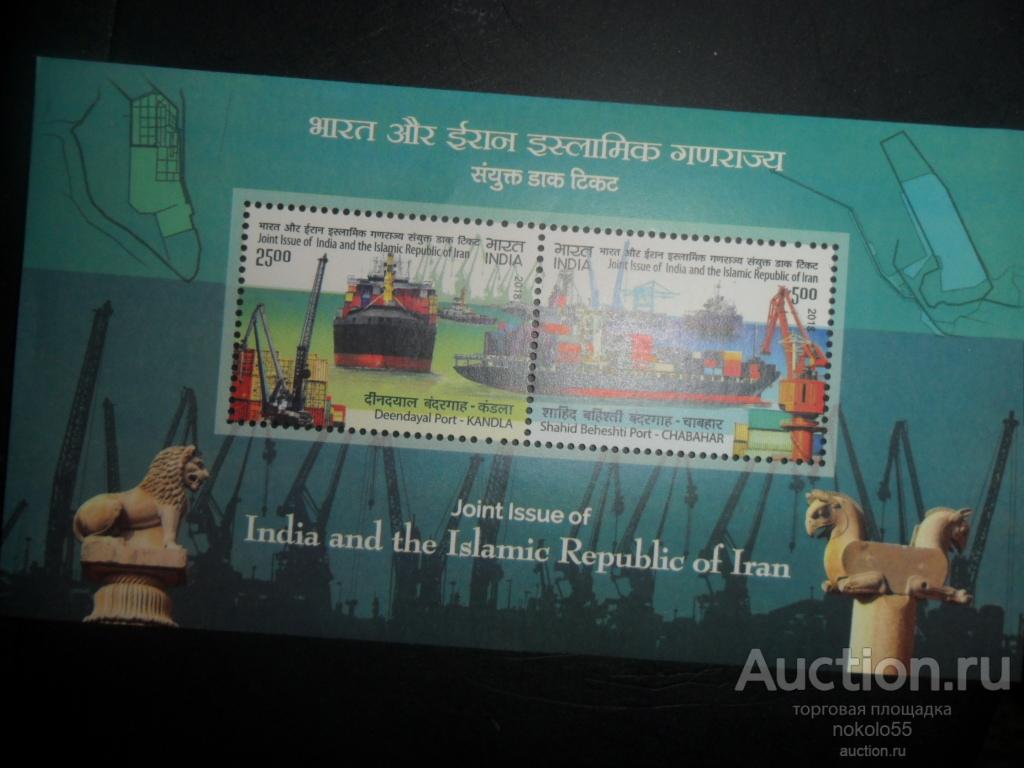 भारत और ईरान इस्लामिक गणराज्य
संयुक्त डाक टिकट
भारत और ईरान इस्लामिक गणराज्य संयुक्त डाक टिकट
Joint Issue of India and the Islamic Republic of Iran
2500
भारत
INDIA
2018
दीनदयाल बंदरगाह - कंडला
Deendayal Port - KANDLA
भारत
INDIA
भारत और ईरान इस्लामिक गणराज्य संयुक्त डाक टिकट
Joint Issue of India and the Islamic Republic of Iran
500
2018
शाहिद बहिश्ती बंदरगाह - चाबहार
Shahid Beheshti Port - CHABAHAR
Joint Issue of
India and the Islamic Republic of Iran
Auction.ru
торговая площадка
nokolo55
auction.ru